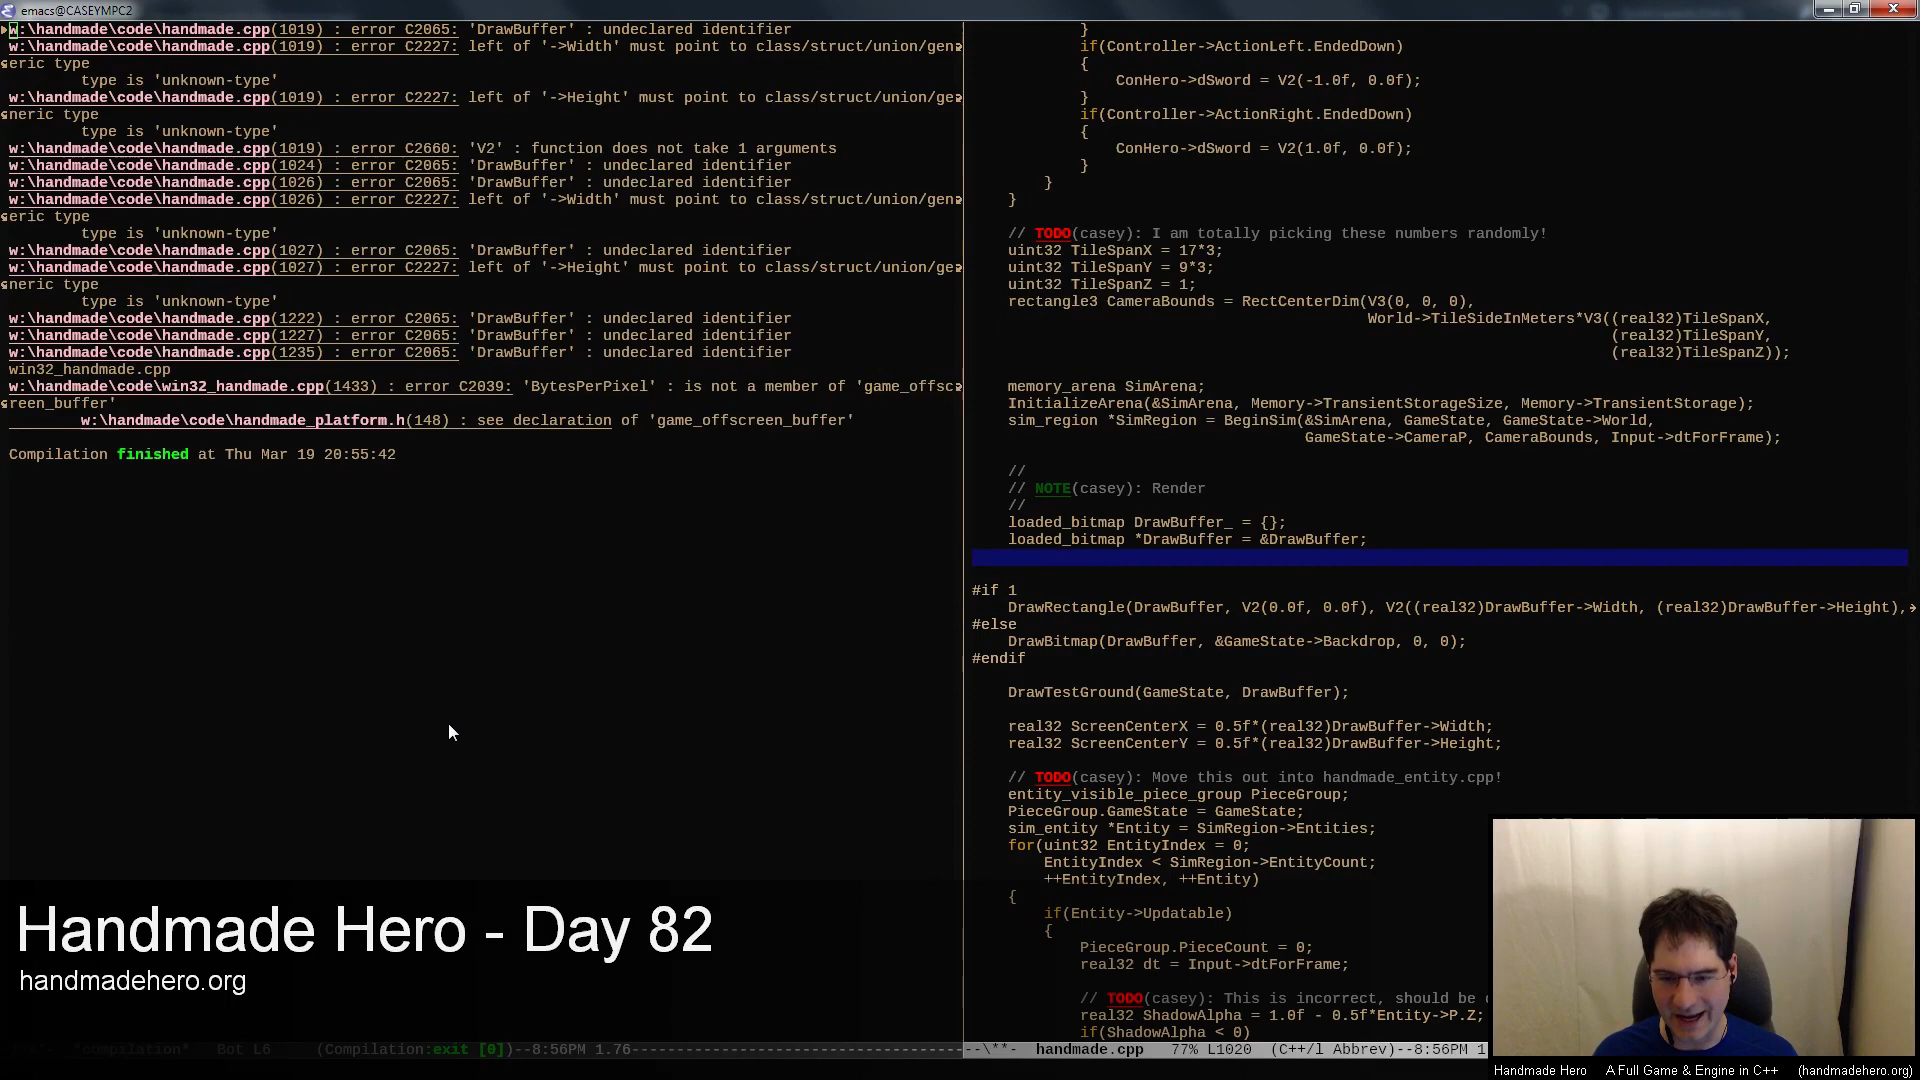 emacs@CASEYMPC2
w:\handmade\code\handmade.cpp(1019) : error C2065: 'DrawBuffer' : undeclared identifier
w:\handmade\code\handmade.cpp(1019) : error C2227: left of '->Width' must point to class/struct/union/gen
eric type
type is 'unknown-type'
w:\handmade\code\handmade.cpp(1019) : error C2227: left of '->Height' must point to class/struct/union/ge
neric type
type is 'unknown-type'
w:\handmade\code\handmade.cpp(1019) : error C2660: 'V2' : function does not take 1 arguments
w:\handmade\code\handmade.cpp(1024) : error C2065: 'DrawBuffer' : undeclared identifier
w:\handmade\code\handmade.cpp(1026) : error C2065: 'DrawBuffer' : undeclared identifier
w:\handmade\code\handmade.cpp(1026) : error C2227: left of '->Width' must point to class/struct/union/gen
eric type
type is 'unknown-type'
w:\handmade\code\handmade.cpp(1027) : error C2065: 'DrawBuffer' : undeclared identifier
w:\handmade\code\handmade.cpp(1027) : error C2227: left of '->Height' must point to class/struct/union/ge
neric type
type is 'unknown-type'
w:\handmade\code\handmade.cpp(1222) : error C2065: 'DrawBuffer' : undeclared identifier
w:\handmade\code\handmade.cpp(1227) : error C2065: 'DrawBuffer' : undeclared identifier
w:\handmade\code\handmade.cpp(1235) : error C2065: 'DrawBuffer' : undeclared identifier
win32_handmade.cpp
w:\handmade\code\win32_handmade.cpp(1433) : error C2039: 'BytesPerPixel' : is not a member of 'game_offsc
reen_buffer'
w:\handmade\code\handmade_platform.h(148) : see declaration of 'game_offscreen_buffer'
Compilation finished at Thu Mar 19 20:55:42
}
if(Controller->ActionLeft.EndedDown)
{
ConHero->dSword = V2(-1.0f, 0.0f);
}
if(Controller->ActionRight.EndedDown)
{
ConHero->dSword = V2(1.0f, 0.0f);
}
}
}
// TODO(casey): I am totally picking these numbers randomly!
uint32 TileSpanX = 17*3;
uint32 TileSpanY = 9*3;
uint32 TileSpanZ = 1;
rectangle3 CameraBounds = RectCenterDim(V3(0, 0, 0),
World->TileSideInMeters*V3((real32)TileSpanX,
(real32)TileSpanY,
(real32)TileSpanZ));
memory_arena SimArena;
InitializeArena(&SimArena, Memory->TransientStorageSize, Memory->TransientStorage);
sim_region *SimRegion = BeginSim(&SimArena, GameState, GameState->World,
GameState->CameraP, CameraBounds, Input->dtForFrame);
//
// NOTE(casey): Render
//
loaded_bitmap DrawBuffer_ = {};
loaded_bitmap *DrawBuffer = &DrawBuffer;
#if 1
DrawRectangle(DrawBuffer, V2(0.0f, 0.0f), V2((real32)DrawBuffer->Width, (real32)DrawBuffer->Height),
#else
DrawBitmap(DrawBuffer, &GameState->Backdrop, 0, 0);
#endif
DrawTestGround(GameState, DrawBuffer);
real32 ScreenCenterX = 0.5f*(real32)DrawBuffer->Width;
real32 ScreenCenterY = 0.5f*(real32)DrawBuffer->Height;
// TODO(casey): Move this out into handmade_entity.cpp!
entity_visible_piece_group PieceGroup;
PieceGroup.GameState = GameState;
sim_entity *Entity = SimRegion->Entities;
for(uint32 EntityIndex = 0;
EntityIndex < SimRegion->EntityCount;
++EntityIndex, ++Entity)
{
if(Entity->Updatable)
{
PieceGroup.PieceCount = 0;
real32 dt = Input->dtForFrame;
// TODO(casey): This is incorrect, should be
real32 ShadowAlpha = 1.0f - 0.5f*Entity->P.Z;
if(ShadowAlpha < 0)
Handmade Hero - Day 82
handmadehero.org
*compilation* Bot L6 (Compilation:exit [0])--8:56PM 1.76
--\**- handmade.cpp 77% L1020 (C++/l Abbrev)--8:56PM 1
Handmade Hero A Full Game & Engine in C++ (handmadehero.org)